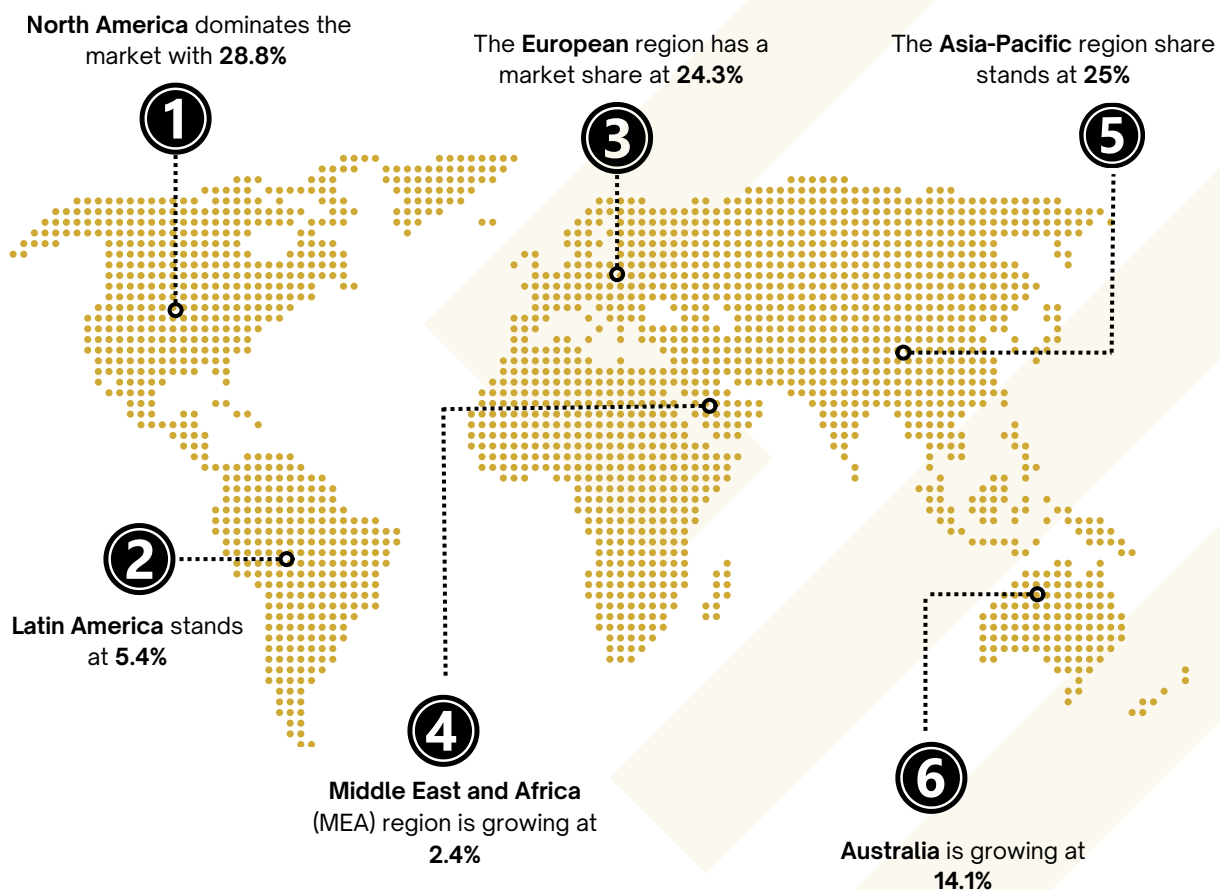 North America dominates the
market with 28.8%
1
The European region has a
market share at 24.3%
3
The Asia-Pacific region share
stands at 25%
5
2
Latin America stands
at 5.4%
4
Middle East and Africa
(MEA) region is growing at
2.4%
6
Australia is growing at
14.1%